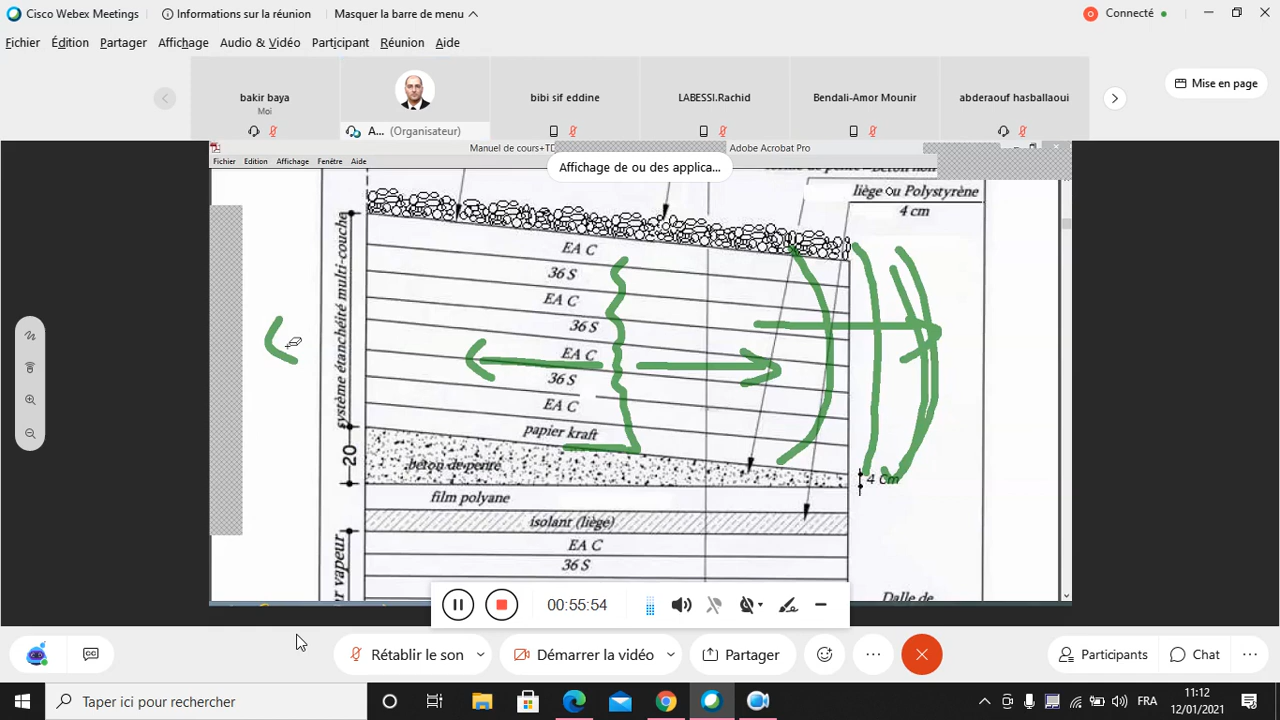 Cisco Webex Meetings
Informations sur la réunion
Masquer la barre de menu
Connecté
Fichier Édition Partager Affichage Audio & Vidéo Participant Réunion Aide
bakir baya
Moi
A... (Organisateur)
bibi sif eddine
LABESSI.Rachid
Bendali-Amor Mounir
abderaouf hasballaoui
Mise en page
Manuel de cours+TD
Adobe Acrobat Pro
Fichier Edition Affichage Fenêtre Aide
Affichage de ou des applica...
liège ou Polystyrène
4 cm
système étanchéité multi-couche
EA C
36 S
EA C
36 S
EA C
36 S
EA C
papier kraft
20
béton de pente
4 Cm
film polyane
isolant (liège)
EA C
36 S
vapeur
Dalle de
00:55:54
Rétablir le son
Démarrer la vidéo
Partager
Participants
Chat
Taper ici pour rechercher
FRA
11:12
12/01/2021